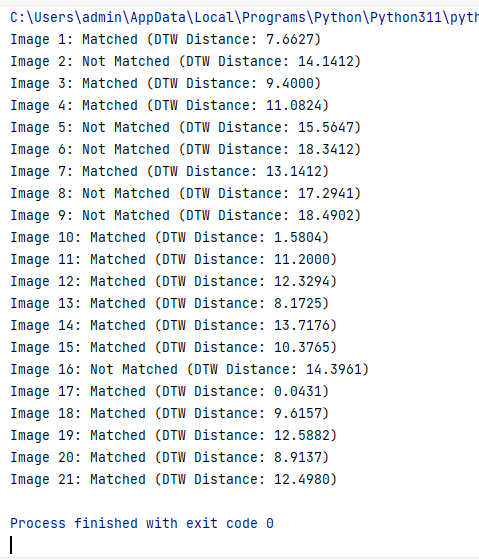 C:\Users\admin\AppData\Local\Programs\Python\Python311\pyth
Image 1: Matched (DTW Distance: 7.6627)
Image 2: Not Matched (DTW Distance: 14.1412)
Image 3: Matched (DTW Distance: 9.4000)
Image 4: Matched (DTW Distance: 11.0824)
Image 5: Not Matched (DTW Distance: 15.5647)
Image 6: Not Matched (DTW Distance: 18.3412)
Image 7: Matched (DTW Distance: 13.1412)
Image 8: Not Matched (DTW Distance: 17.2941)
Image 9: Not Matched (DTW Distance: 18.4902)
Image 10: Matched (DTW Distance: 1.5804)
Image 11: Matched (DTW Distance: 11.2000)
Image 12: Matched (DTW Distance: 12.3294)
Image 13: Matched (DTW Distance: 8.1725)
Image 14: Matched (DTW Distance: 13.7176)
Image 15: Matched (DTW Distance: 10.3765)
Image 16: Not Matched (DTW Distance: 14.3961)
Image 17: Matched (DTW Distance: 0.0431)
Image 18: Matched (DTW Distance: 9.6157)
Image 19: Matched (DTW Distance: 12.5882)
Image 20: Matched (DTW Distance: 8.9137)
Image 21: Matched (DTW Distance: 12.4980)
Process finished with exit code 0